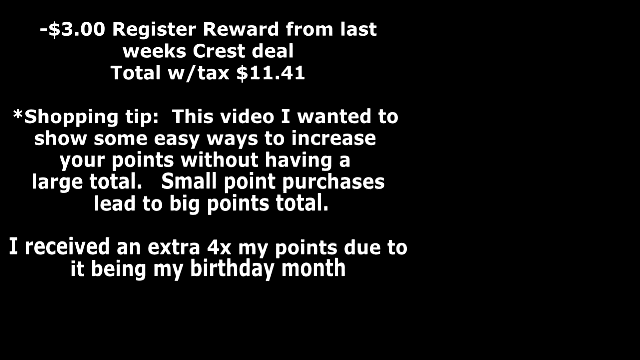 -$3.00 Register Reward from last
weeks Crest deal
Total w/tax $11.41
*Shopping tip:  This video I wanted to
show some easy ways to increase
your points without having a
large total.   Small point purchases
lead to big points total.
I received an extra 4x my points due to
it being my birthday month